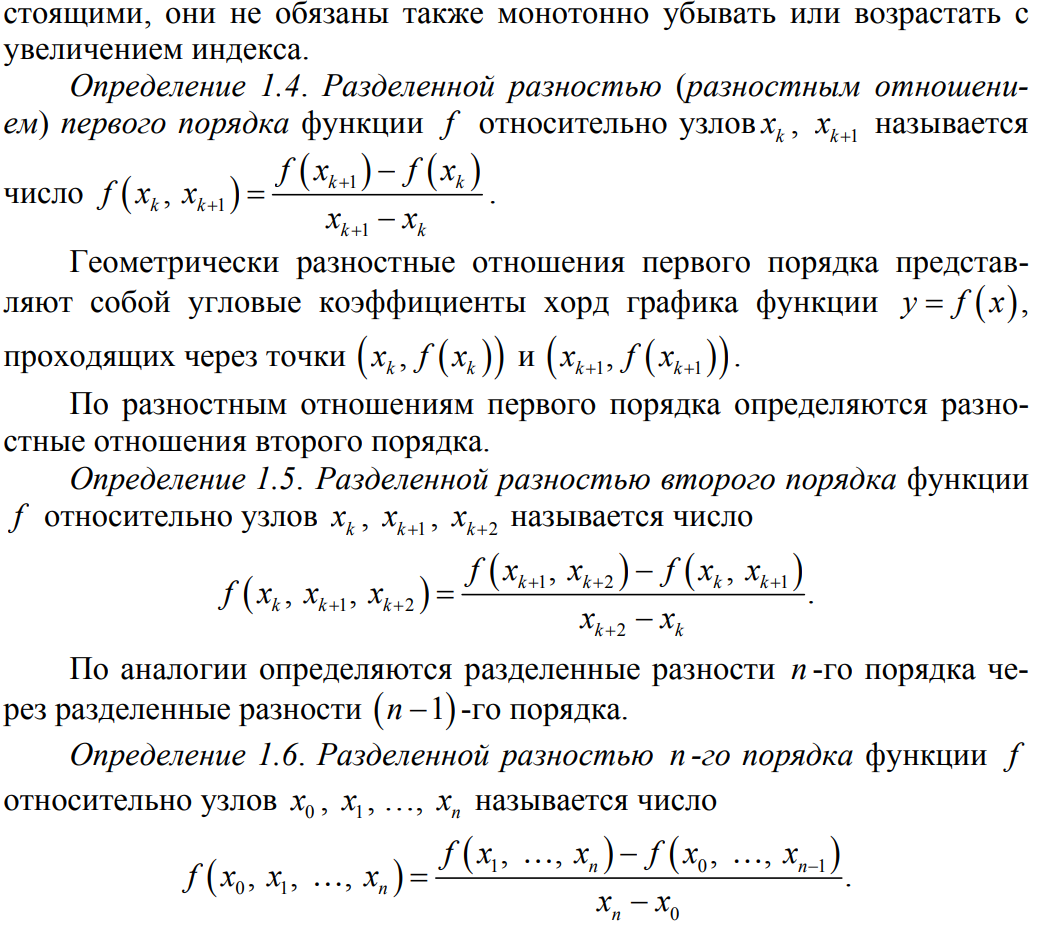 стоящими, они не обязаны также монотонно убывать или возрастать с
увеличением индекса.
Определение 1.4. Разделенной разностью (разностным отношени-
ем) первого порядка функции f относительно узлов x_k, x_{k+1} называется
число f(x_k, x_{k+1}) = \frac{f(x_{k+1}) − f(x_k)}{x_{k+1} − x_k}.
Геометрически разностные отношения первого порядка представ-
ляют собой угловые коэффициенты хорд графика функции y = f(x),
проходящих через точки (x_k, f(x_k)) и (x_{k+1}, f(x_{k+1})).
По разностным отношениям первого порядка определяются разно-
стные отношения второго порядка.
Определение 1.5. Разделенной разностью второго порядка функции
f относительно узлов x_k, x_{k+1}, x_{k+2} называется число
f(x_k, x_{k+1}, x_{k+2}) = \frac{f(x_{k+1}, x_{k+2}) − f(x_k, x_{k+1})}{x_{k+2} − x_k}.
По аналогии определяются разделенные разности n-го порядка че-
рез разделенные разности (n − 1)-го порядка.
Определение 1.6. Разделенной разностью n-го порядка функции f
относительно узлов x_0, x_1, …, x_n называется число
f(x_0, x_1, …, x_n) = \frac{f(x_1, …, x_n) − f(x_0, …, x_{n−1})}{x_n − x_0}.